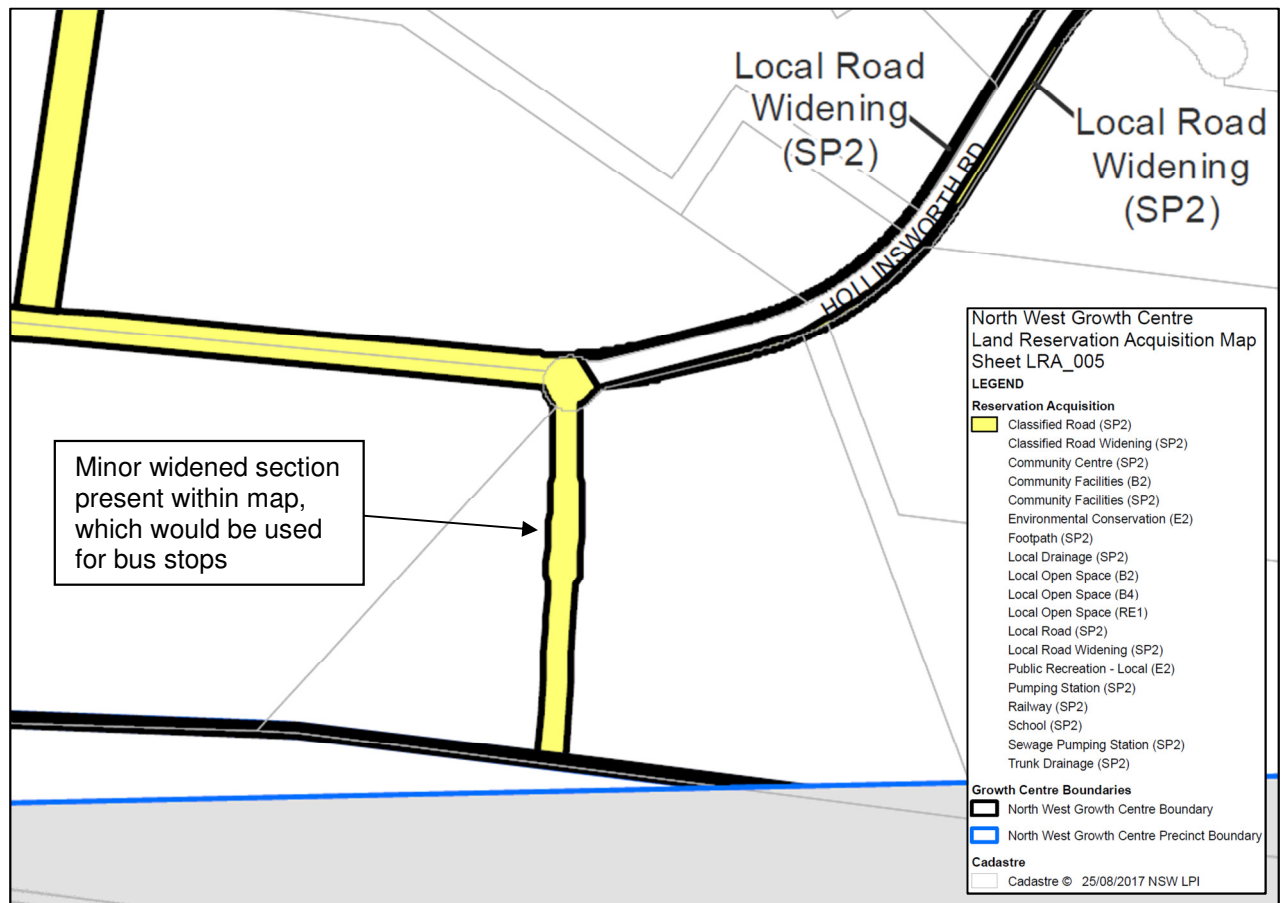 Local Road
Widening
(SP2)
Local Road
Widening
(SP2)
HOLLINSWORTH RD
Minor widened section
present within map,
which would be used
for bus stops
North West Growth Centre
Land Reservation Acquisition Map
Sheet LRA_005
LEGEND
Reservation Acquisition
Classified Road (SP2)
Classified Road Widening (SP2)
Community Centre (SP2)
Community Facilities (B2)
Community Facilities (SP2)
Environmental Conservation (E2)
Footpath (SP2)
Local Drainage (SP2)
Local Open Space (B2)
Local Open Space (B4)
Local Open Space (RE1)
Local Road (SP2)
Local Road Widening (SP2)
Public Recreation - Local (E2)
Pumping Station (SP2)
Railway (SP2)
School (SP2)
Sewage Pumping Station (SP2)
Trunk Drainage (SP2)
Growth Centre Boundaries
North West Growth Centre Boundary
North West Growth Centre Precinct Boundary
Cadastre
Cadastre © 25/08/2017 NSW LPI